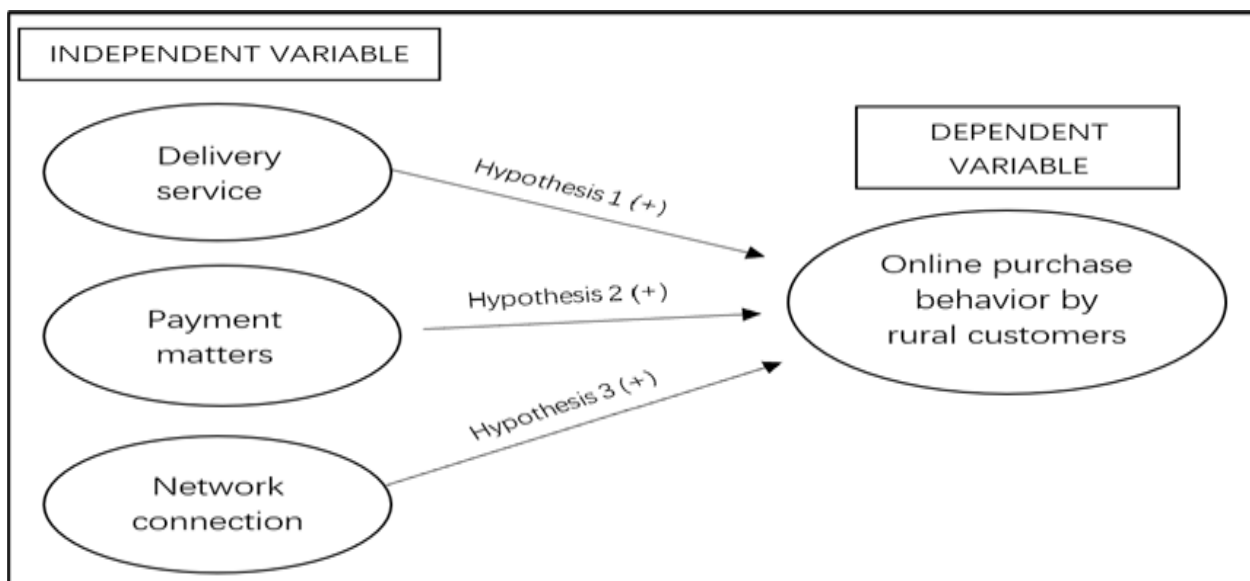 INDEPENDENT VARIABLE
Delivery
service
Hypothesis 1 (+)
DEPENDENT
VARIABLE
Payment
matters
Hypothesis 2 (+)
Online purchase
behavior by
rural customers
Network
connection
Hypothesis 3 (+)